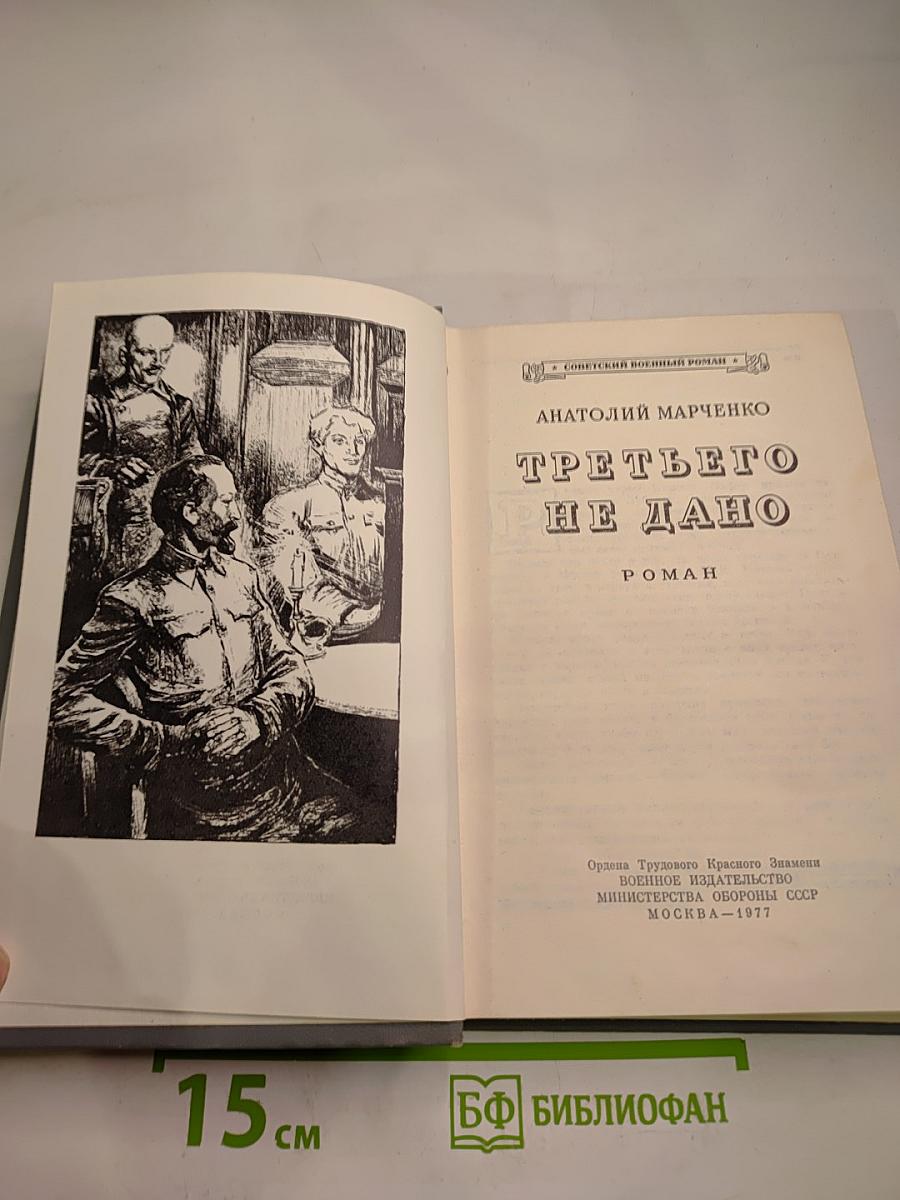 ★ СОВЕТСКИЙ ВОЕННЫЙ РОМАН ★
АНАТОЛИЙ МАРЧЕНКО
ТРЕТЬЕГО
НЕ ДАНО
РОМАН
Ордена Трудового Красного Знамени
ВОЕННОЕ ИЗДАТЕЛЬСТВО
МИНИСТЕРСТВА ОБОРОНЫ СССР
МОСКВА—1977
15 см
БФ БИБЛИОФАН